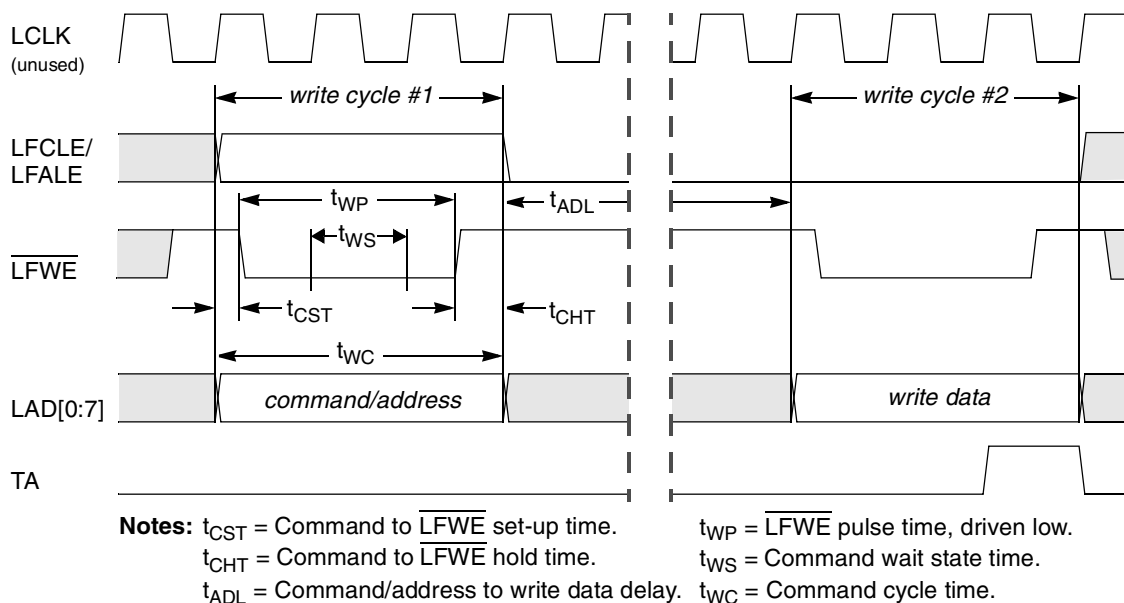 LCLK
(unused)
write cycle #1
write cycle #2
LFCLE/
LFALE
tWP
tADL
tWS
LFWE
tCST
tCHT
tWC
LAD[0:7]
command/address
write data
TA
Notes: tCST = Command to LFWE set-up time.
tWP = LFWE pulse time, driven low.
tCHT = Command to LFWE hold time.
tWS = Command wait state time.
tADL = Command/address to write data delay.
tWC = Command cycle time.